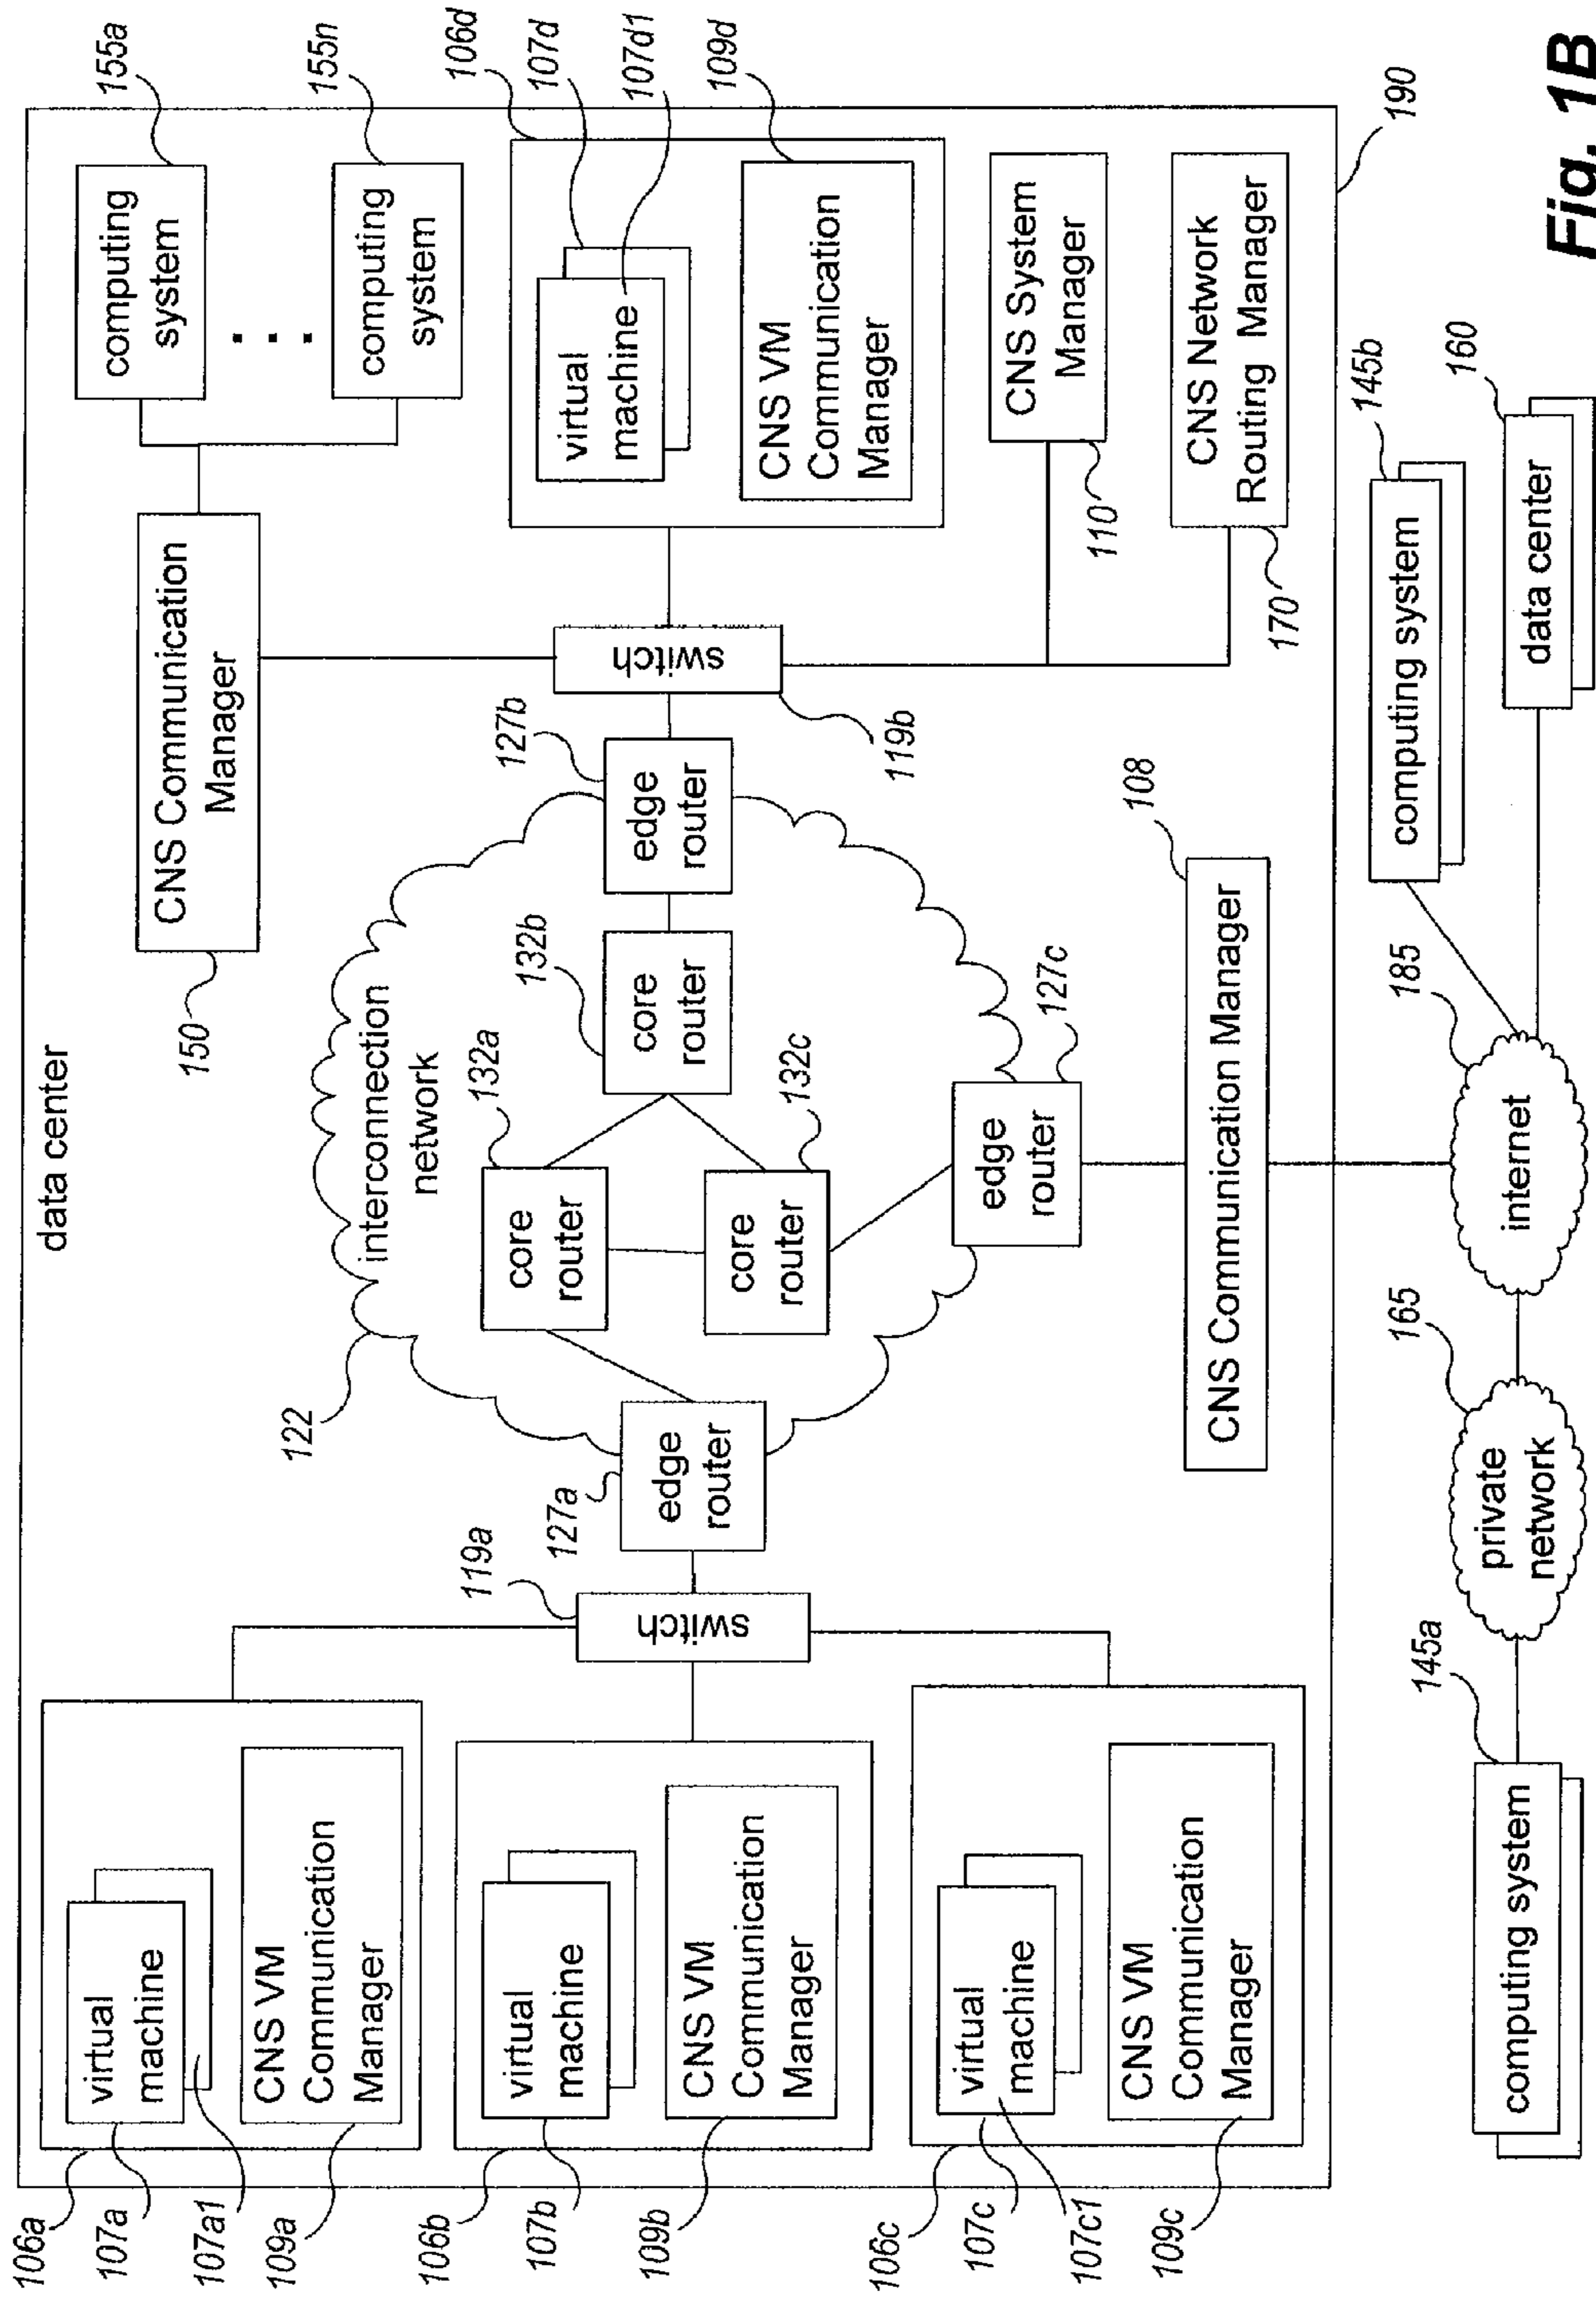 data center
106a
107a
107a1
109a
virtual
machine
CNS VM
Communication
Manager
106b
107b
109b
virtual
machine
CNS VM
Communication
Manager
106c
107c
107c1
109c
virtual
machine
CNS VM
Communication
Manager
119a
switch
122
interconnection
network
127a
edge
router
132a
core
router
132b
core
router
132c
core
router
127b
edge
router
127c
edge
router
108
CNS Communication Manager
150
CNS Communication
Manager
155a
computing
system
. . .
155n
computing
system
119b
switch
106d
107d
107d1
109d
virtual
machine
CNS VM
Communication
Manager
110
CNS System
Manager
170
CNS Network
Routing Manager
190
145a
computing system
165
private
network
185
internet
145b
computing system
160
data center
Fig. 1B